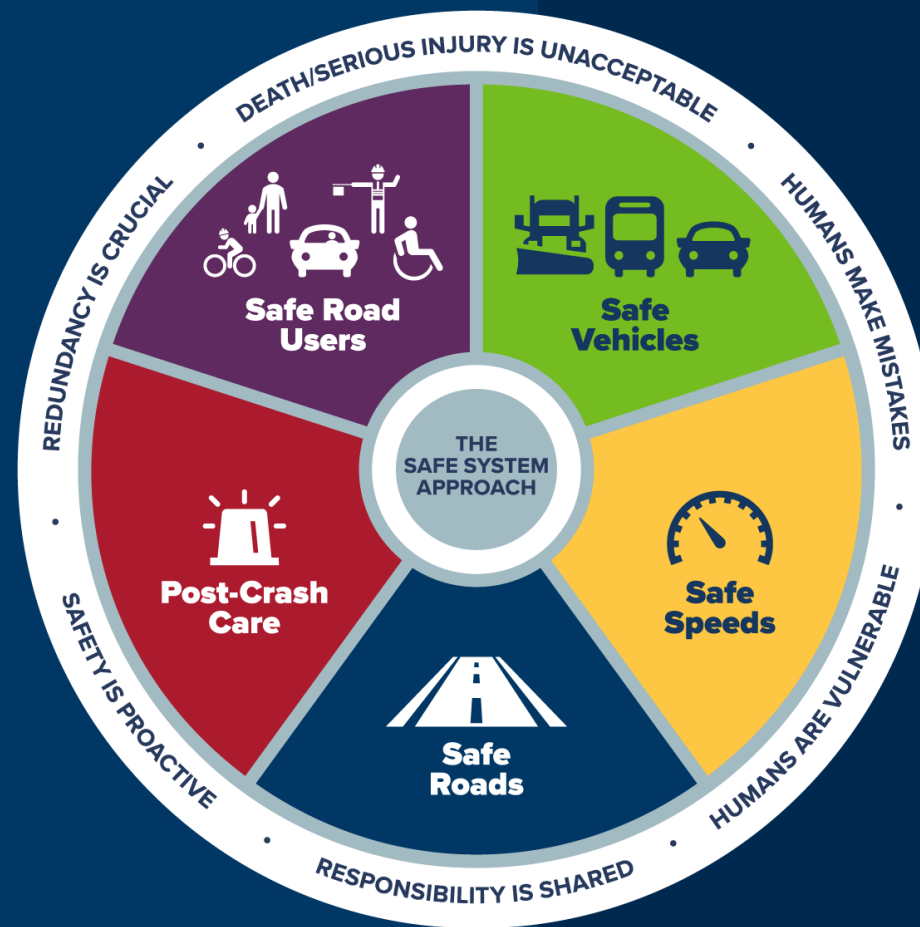 DEATH/SERIOUS INJURY IS UNACCEPTABLE
HUMANS MAKE MISTAKES
HUMANS ARE VULNERABLE
RESPONSIBILITY IS SHARED
SAFETY IS PROACTIVE
REDUNDANCY IS CRUCIAL
Safe Road
Users
Safe
Vehicles
Safe
Speeds
Safe
Roads
Post-Crash
Care
THE
SAFE SYSTEM
APPROACH